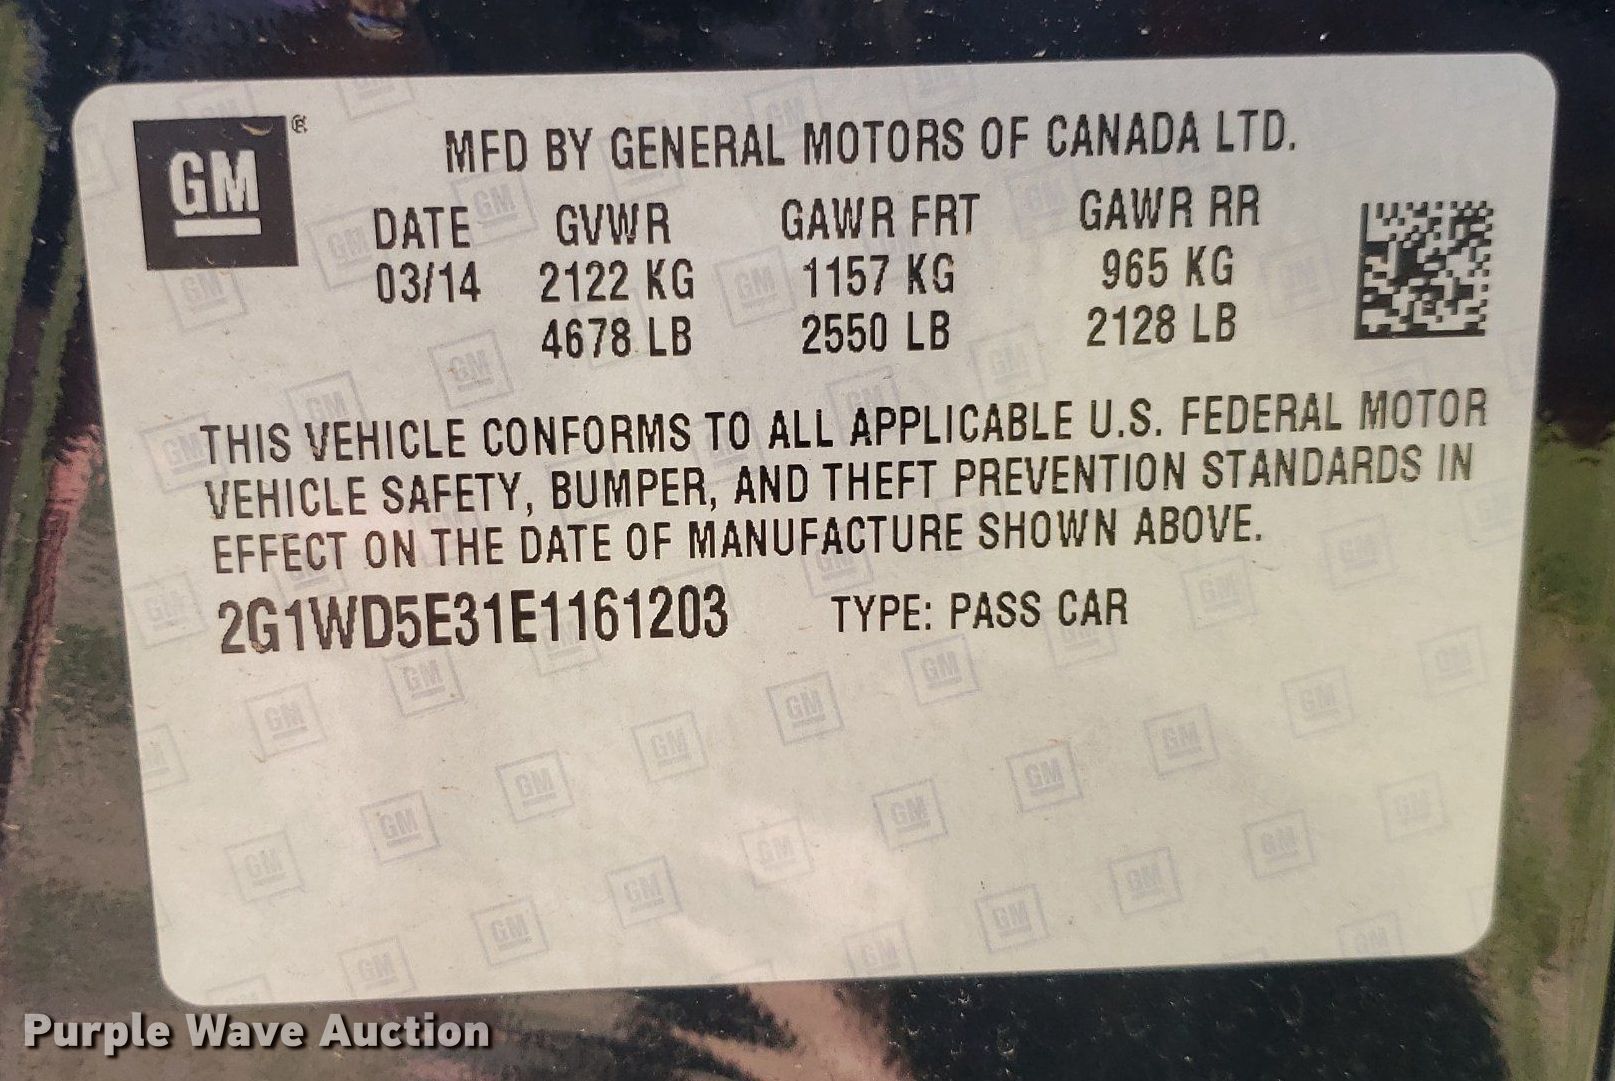 GM ®
MFD BY GENERAL MOTORS OF CANADA LTD.
DATE GVWR GAWR FRT GAWR RR
03/14 2122 KG 1157 KG 965 KG
4678 LB 2550 LB 2128 LB
THIS VEHICLE CONFORMS TO ALL APPLICABLE U.S. FEDERAL MOTOR
VEHICLE SAFETY, BUMPER, AND THEFT PREVENTION STANDARDS IN
EFFECT ON THE DATE OF MANUFACTURE SHOWN ABOVE.
2G1WD5E31E1161203 TYPE: PASS CAR
Purple Wave Auction